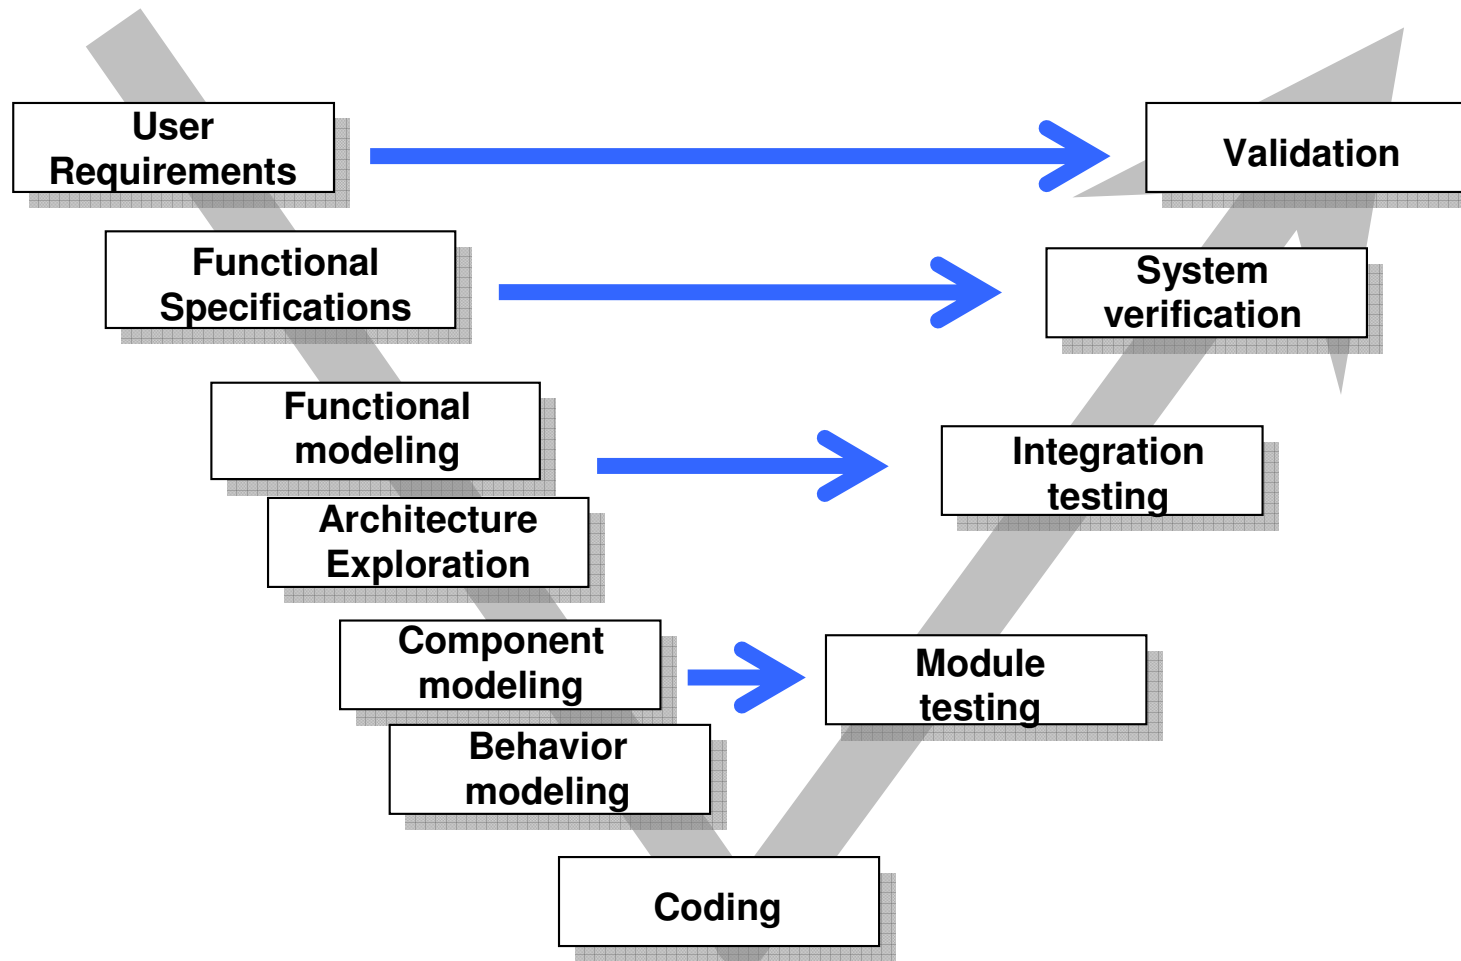 User
Requirements
Validation
Functional
Specifications
System
verification
Functional
modeling
Integration
testing
Architecture
Exploration
Component
modeling
Module
testing
Behavior
modeling
Coding